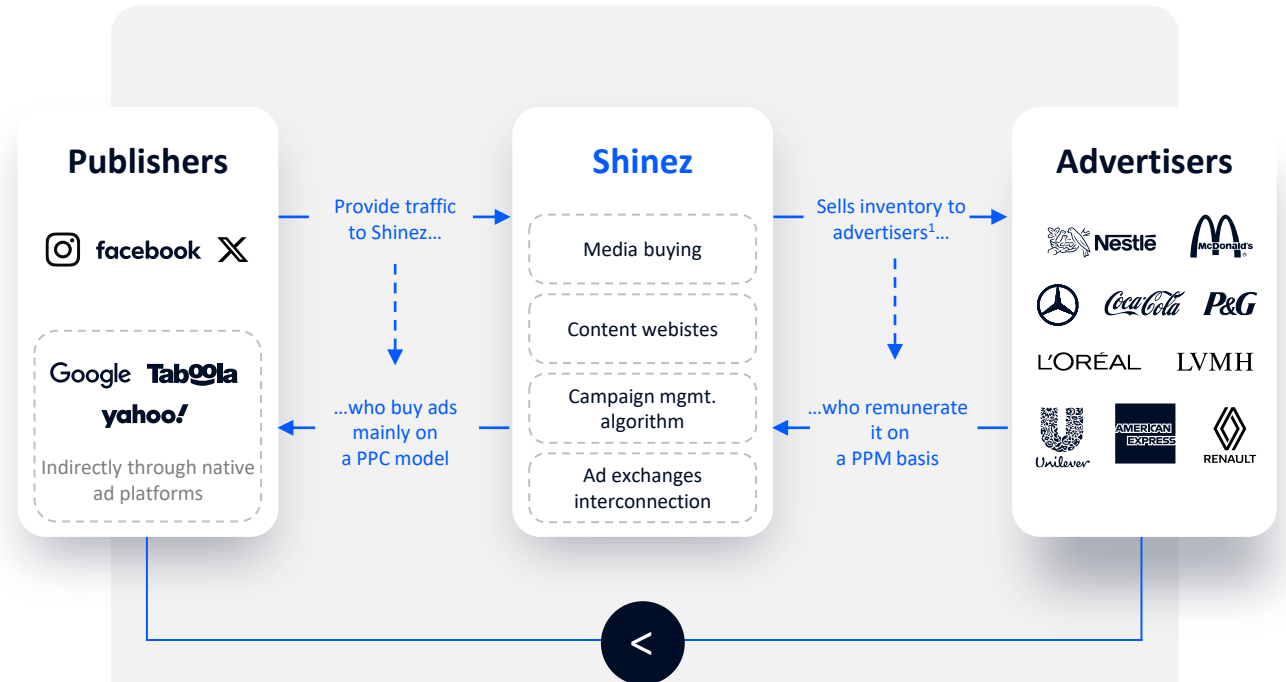 Publishers
facebook
Google Taboola
yahoo!
Indirectly through native
ad platforms
Provide traffic
to Shinez...
...who buy ads
mainly on
a PPC model
Shinez
Media buying
Content webistes
Campaign mgmt.
algorithm
Ad exchanges
interconnection
Sells inventory to
advertisers¹...
...who remunerate
it on
a PPM basis
Advertisers
Nestlé
McDonald's
Coca-Cola
P&G
L'ORÉAL
LVMH
Unilever
AMERICAN
EXPRESS
RENAULT
<